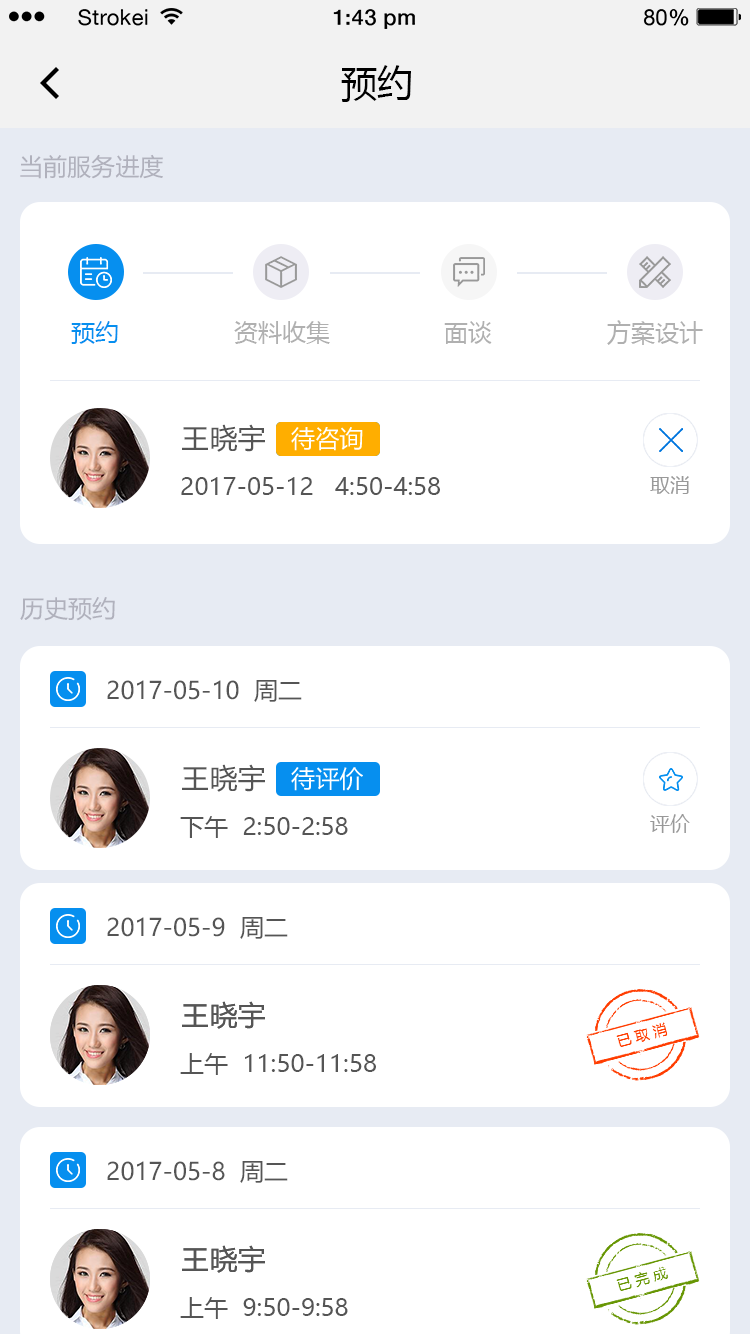 Strokei 1:43 pm 80%
预约
当前服务进度
预约 资料收集 面谈 方案设计
王晓宇 待咨询
2017-05-12 4:50-4:58
取消
历史预约
2017-05-10 周二
王晓宇 待评价
下午 2:50-2:58
评价
2017-05-9 周二
王晓宇
上午 11:50-11:58
已取消
2017-05-8 周二
王晓宇
上午 9:50-9:58
已完成